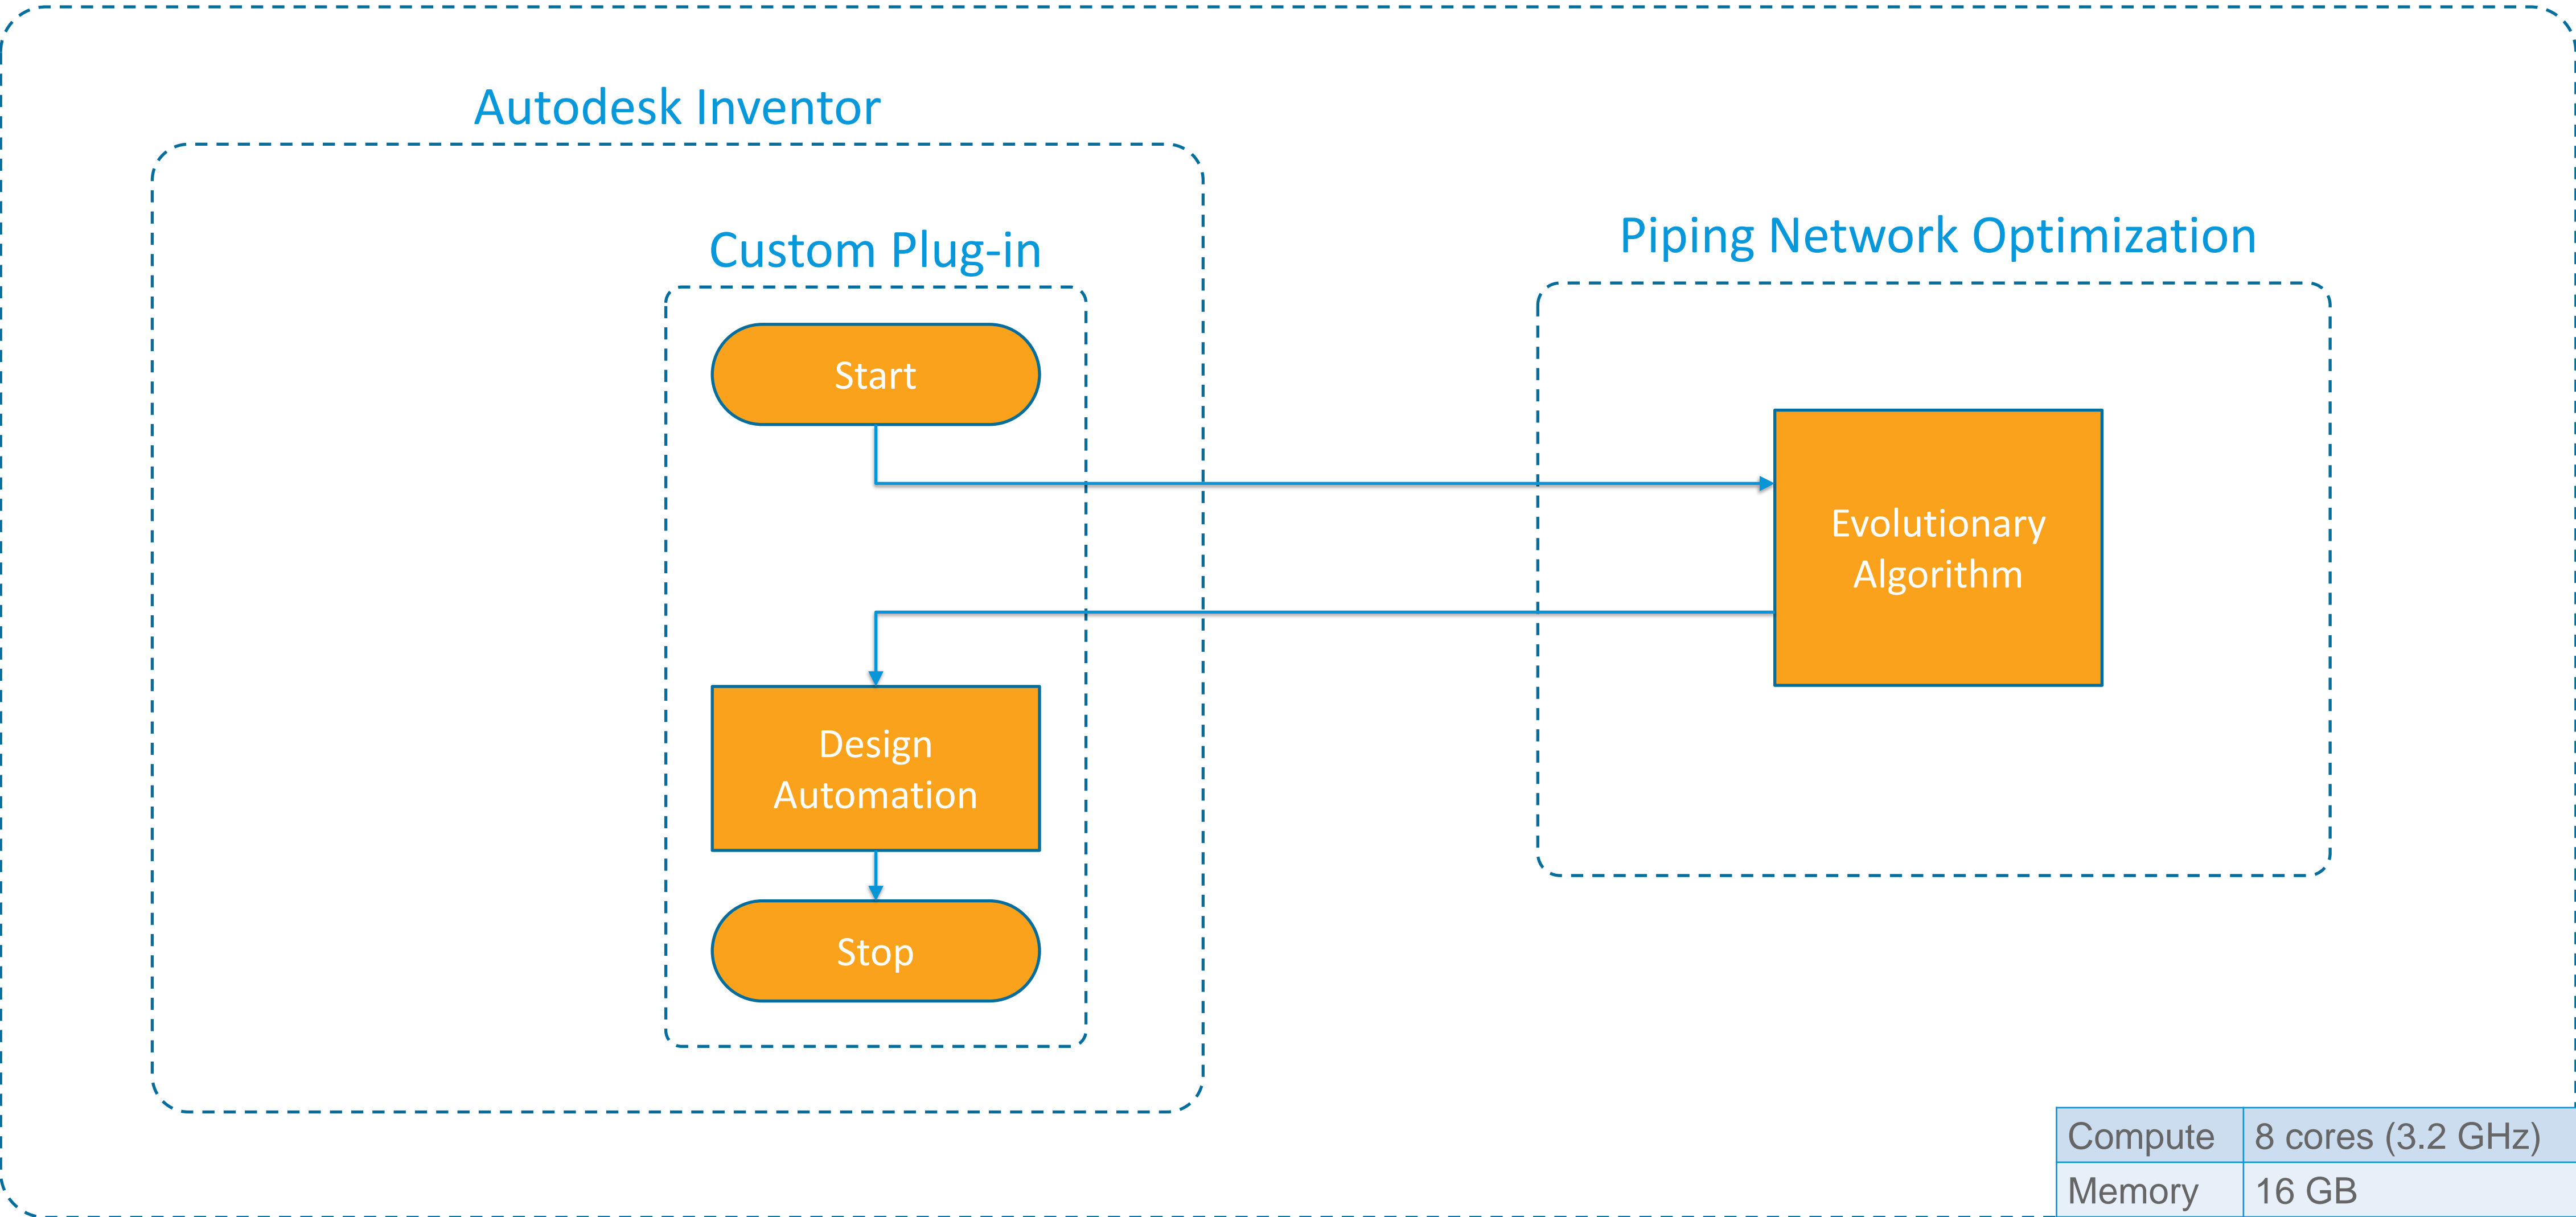 Autodesk Inventor
Custom Plug-in
Piping Network Optimization
Start
Evolutionary
Algorithm
Design
Automation
Stop
Compute 8 cores (3.2 GHz)
Memory 16 GB